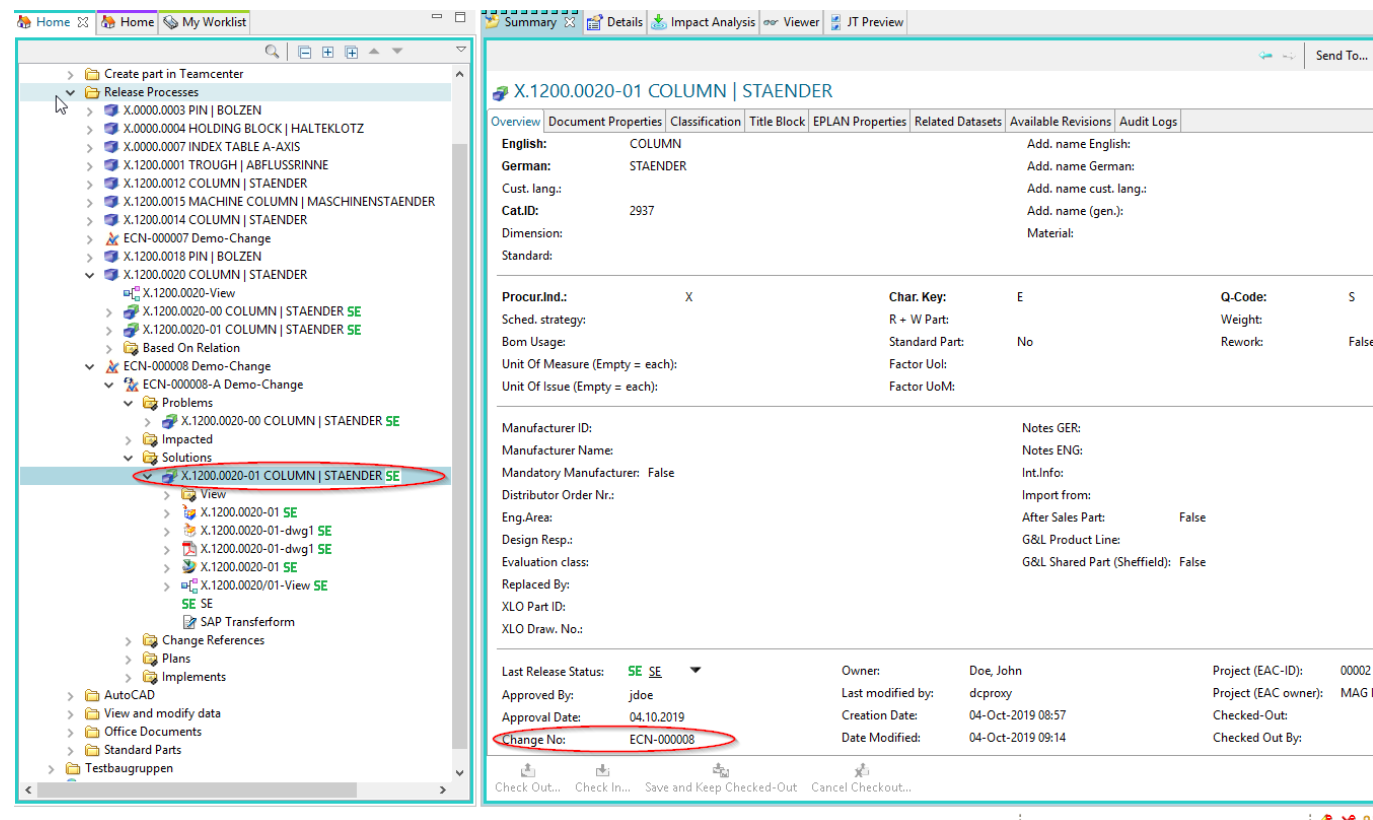 Home Home My Worklist
Create part in Teamcenter
Release Processes
X.0000.0003 PIN | BOLZEN
X.0000.0004 HOLDING BLOCK | HALTEKLOTZ
X.0000.0007 INDEX TABLE A-AXIS
X.1200.0001 TROUGH | ABFLUSSRINNE
X.1200.0012 COLUMN | STAENDER
X.1200.0015 MACHINE COLUMN | MASCHINENSTAENDER
X.1200.0014 COLUMN | STAENDER
ECN-000007 Demo-Change
X.1200.0018 PIN | BOLZEN
X.1200.0020 COLUMN | STAENDER
X.1200.0020-View
X.1200.0020-00 COLUMN | STAENDER SE
X.1200.0020-01 COLUMN | STAENDER SE
Based On Relation
ECN-000008 Demo-Change
ECN-000008-A Demo-Change
Problems
X.1200.0020-00 COLUMN | STAENDER SE
Impacted
Solutions
X.1200.0020-01 COLUMN | STAENDER SE
View
X.1200.0020-01 SE
X.1200.0020-01-dwg1 SE
X.1200.0020-01-dwg1 SE
X.1200.0020-01 SE
X.1200.0020/01-View SE
SE SE
SAP Transferform
Change References
Plans
Implements
AutoCAD
View and modify data
Office Documents
Standard Parts
Testbaugruppen
Summary Details Impact Analysis Viewer JT Preview
Send To...
X.1200.0020-01 COLUMN | STAENDER
Overview Document Properties Classification Title Block EPLAN Properties Related Datasets Available Revisions Audit Logs
English: COLUMN Add. name English:
German: STAENDER Add. name German:
Cust. lang.: Add. name cust. lang.:
Cat.ID: 2937 Add. name (gen.):
Dimension: Material:
Standard:
Procur.Ind.: X Char. Key: E Q-Code: S
Sched. strategy: R + W Part: Weight:
Bom Usage: Standard Part: No Rework: False
Unit Of Measure (Empty = each): Factor UoI:
Unit Of Issue (Empty = each): Factor UoM:
Manufacturer ID: Notes GER:
Manufacturer Name: Notes ENG:
Mandatory Manufacturer: False Int.Info:
Distributor Order Nr.: Import from:
Eng.Area: After Sales Part: False
Design Resp.: G&L Product Line:
Evaluation class: G&L Shared Part (Sheffield): False
Replaced By:
XLO Part ID:
XLO Draw. No.:
Last Release Status: SE SE Owner: Doe, John Project (EAC-ID): 00002
Approved By: jdoe Last modified by: dcproxy Project (EAC owner): MAG
Approval Date: 04.10.2019 Creation Date: 04-Oct-2019 08:57 Checked-Out:
Change No: ECN-000008 Date Modified: 04-Oct-2019 09:14 Checked Out By:
Check Out... Check In... Save and Keep Checked-Out Cancel Checkout...